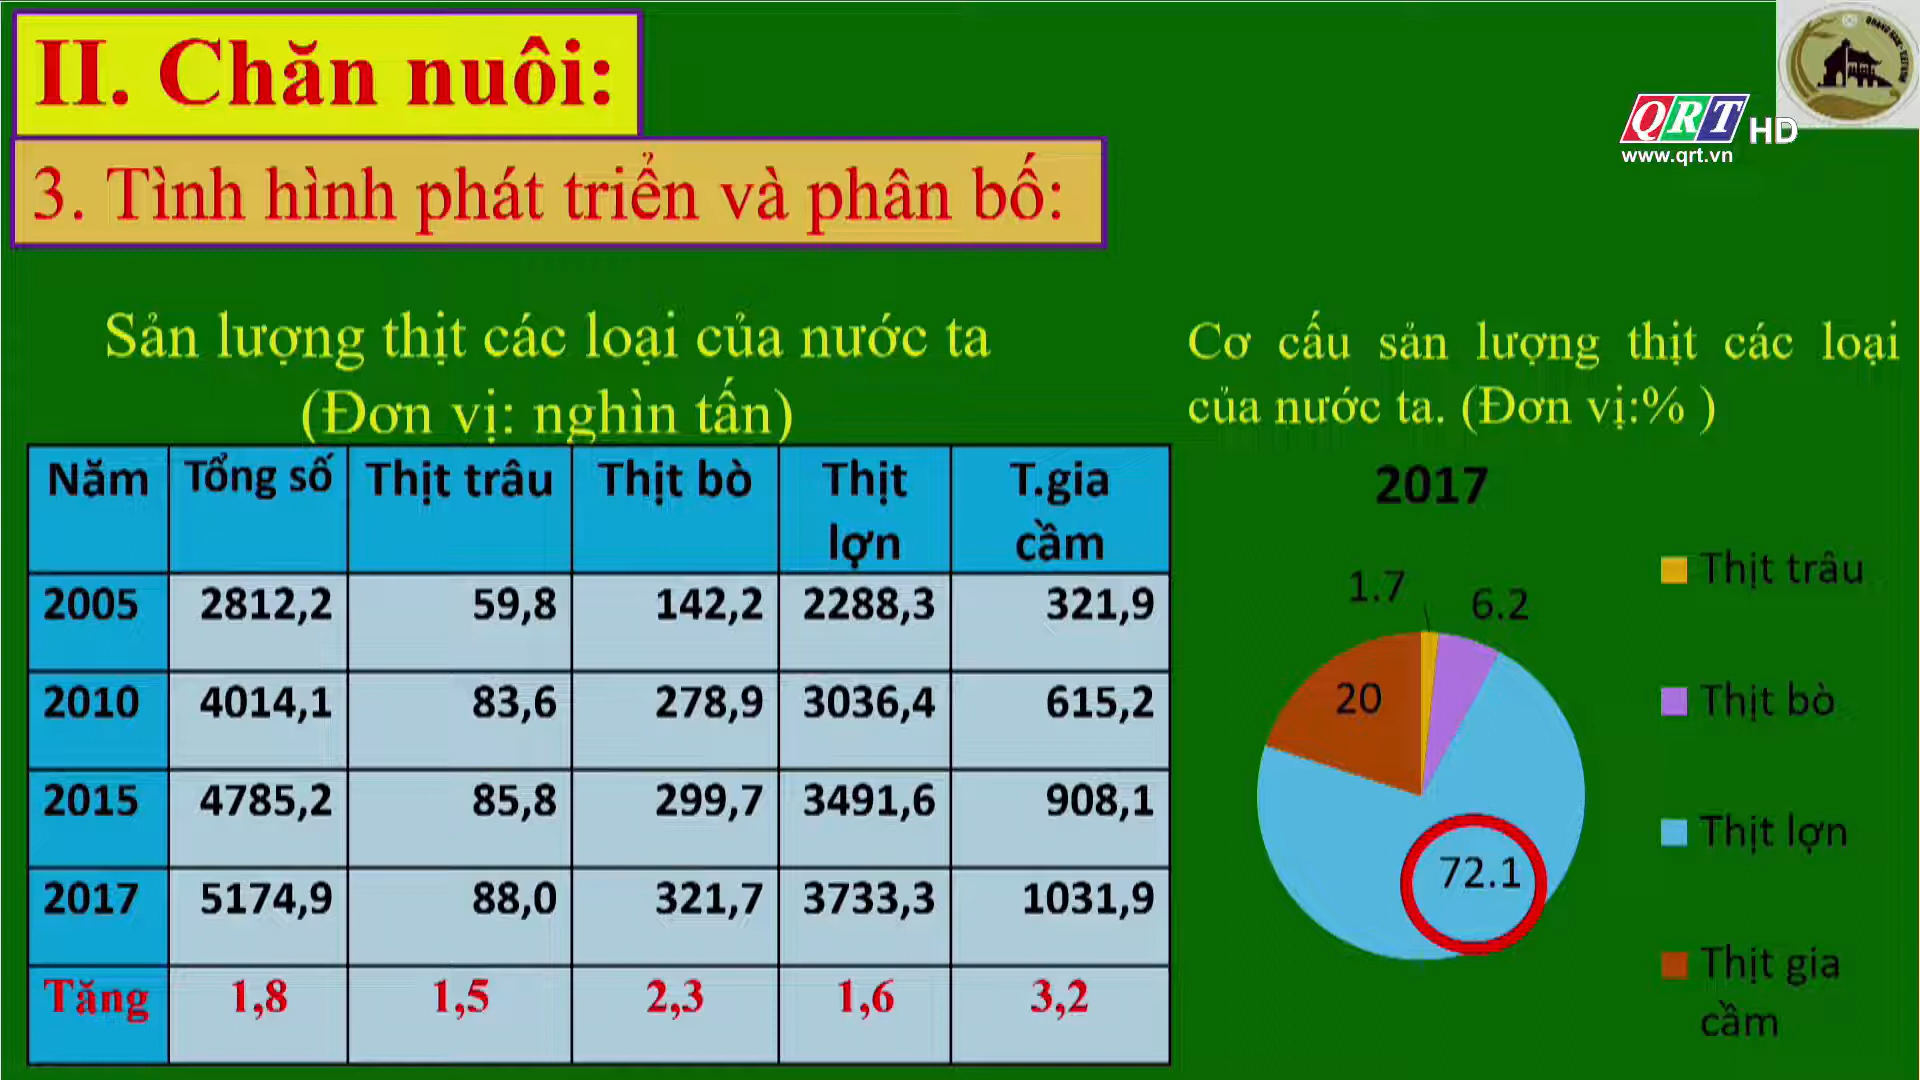 II. Chăn nuôi:
3. Tình hình phát triển và phân bố:
QRT HD
www.qrt.vn
Sản lượng thịt các loại của nước ta
(Đơn vị: nghìn tấn)
Năm Tổng số Thịt trâu Thịt bò Thịt lợn T.gia cầm
2005 2812,2 59,8 142,2 2288,3 321,9
2010 4014,1 83,6 278,9 3036,4 615,2
2015 4785,2 85,8 299,7 3491,6 908,1
2017 5174,9 88,0 321,7 3733,3 1031,9
Tăng 1,8 1,5 2,3 1,6 3,2
Cơ cấu sản lượng thịt các loại
của nước ta. (Đơn vị:% )
2017
1.7
6.2
20
72.1
Thịt trâu
Thịt bò
Thịt lợn
Thịt gia
cầm